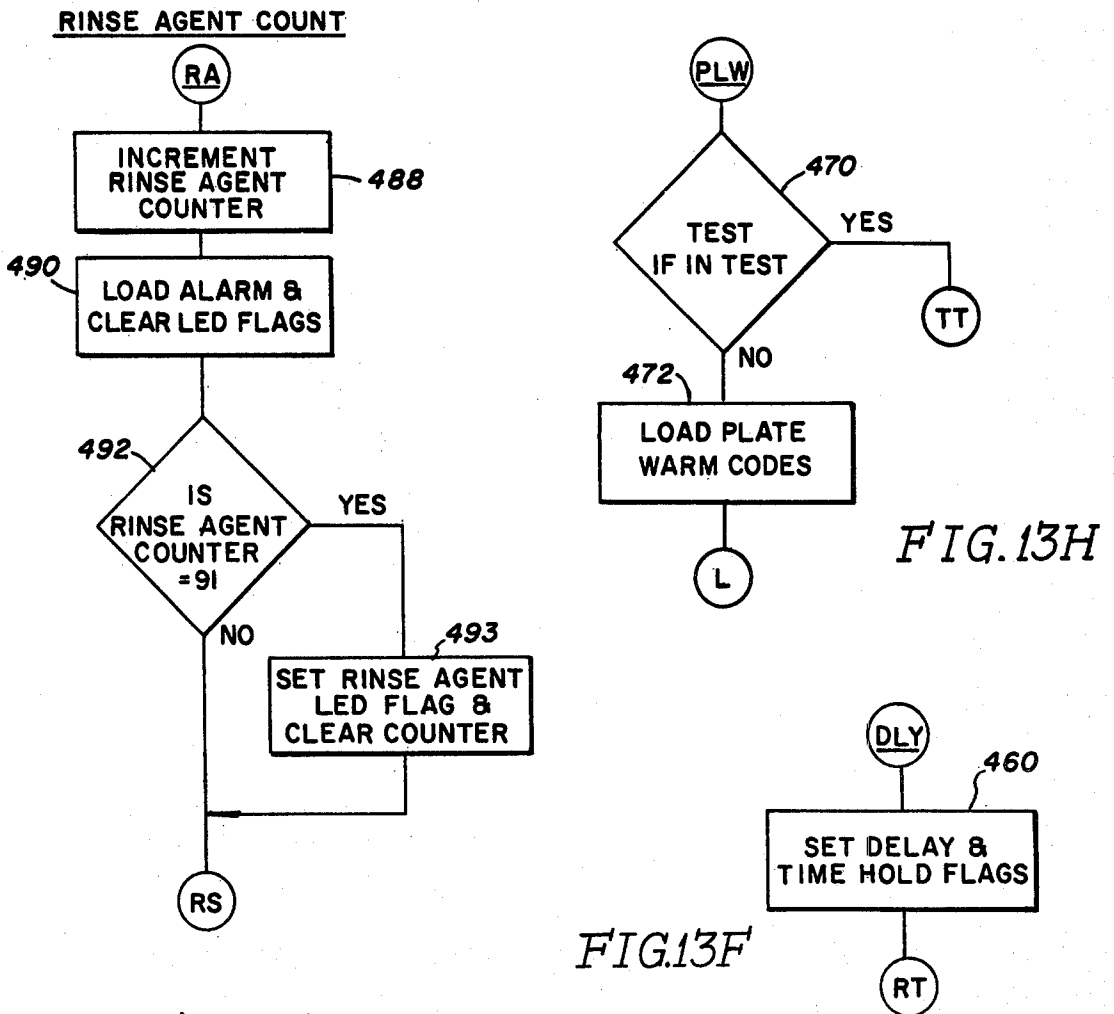 RINSE AGENT COUNT
RA
INCREMENT
RINSE AGENT
COUNTER
488
490
LOAD ALARM &
CLEAR LED FLAGS
492
IS
RINSE AGENT
COUNTER
=91
YES
NO
493
SET RINSE AGENT
LED FLAG &
CLEAR COUNTER
RS
PLW
470
TEST
IF IN TEST
YES
TT
NO
472
LOAD PLATE
WARM CODES
L
FIG.13H
DLY
460
SET DELAY &
TIME HOLD FLAGS
RT
FIG.13F